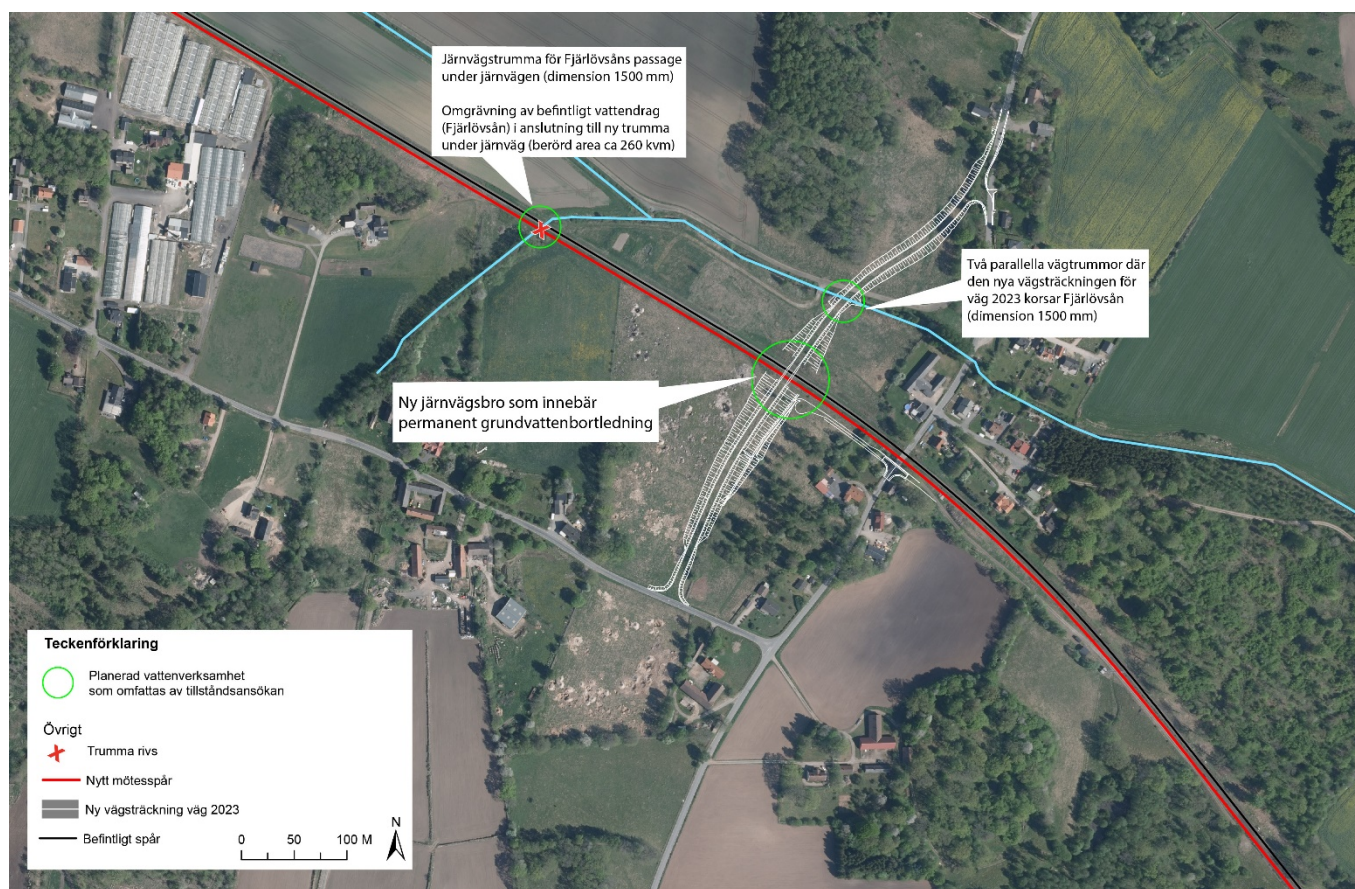 Järnvägstrumma för Fjärlövsåns passage
under järnvägen (dimension 1500 mm)
Omgrävning av befintligt vattendrag
(Fjärlövsån) i anslutning till ny trumma
under järnväg (berörd area ca 260 kvm)
Två parallella vägtrummor där
den nya vägsträckningen för
väg 2023 korsar Fjärlövsån
(dimension 1500 mm)
Ny järnvägsbro som innebär
permanent grundvattenbortledning
Teckenförklaring
Planerad vattenverksamhet
som omfattas av tillståndsansökan
Övrigt
Trumma rivs
Nytt mötesspår
Ny vägsträckning väg 2023
Befintligt spår
0 50 100 M
N